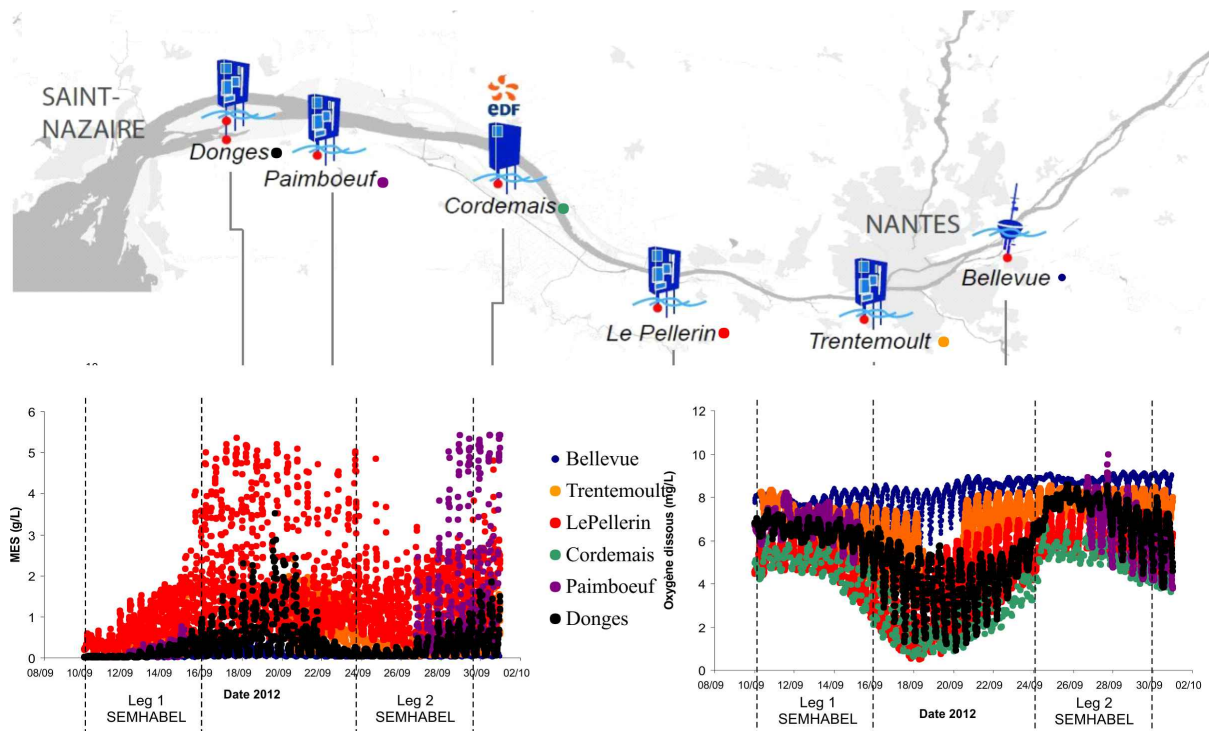 SAINT-
NAZAIRE
eDF
Donges
Paimboeuf
Cordemais
NANTES
Bellevue
Le Pellerin
Trentemoult
MES (g/L)
6
5
4
3
2
1
0
08/09 10/09 12/09 14/09 16/09 18/09 20/09 22/09 24/09 26/09 28/09 30/09 02/10
Leg 1
SEMHABEL
Date 2012
Leg 2
SEMHABEL
Bellevue
Trentemoult
LePellerin
Cordemais
Paimboeuf
Donges
Oxygène dissous (mg/L)
12
10
8
6
4
2
0
08/09 10/09 12/09 14/09 16/09 18/09 20/09 22/09 24/09 26/09 28/09 30/09 02/10
Leg 1
SEMHABEL
Date 2012
Leg 2
SEMHABEL